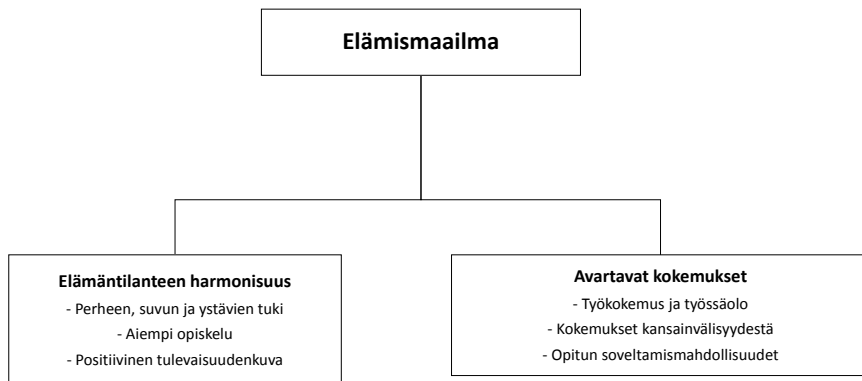 Elämismaailma
Elämäntilanteen harmonisuus
- Perheen, suvun ja ystävien tuki
- Aiempi opiskelu
- Positiivinen tulevaisuudenkuva
Avartavat kokemukset
- Työkokemus ja työssäolo
- Kokemukset kansainvälisyydestä
- Opitun soveltamismahdollisuudet